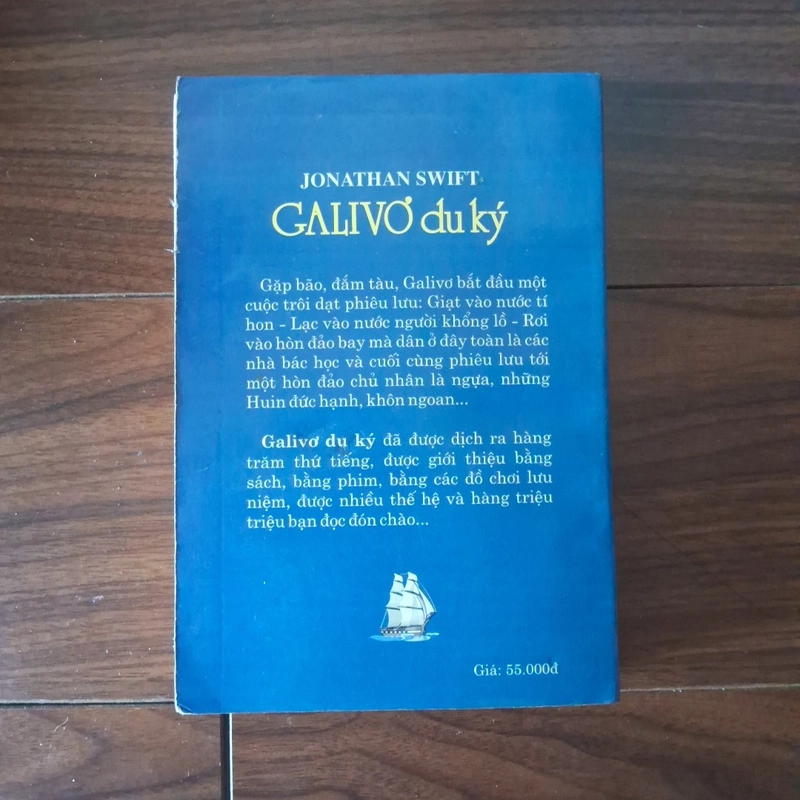 JONATHAN SWIFT
GALIVƠ du ký
Gặp bão, đắm tàu, Galivơ bắt đầu một
cuộc trôi dạt phiêu lưu: Giạt vào nước tí
hon - Lạc vào nước người khổng lồ - Rơi
vào hòn đảo bay mà dân ở đây toàn là các
nhà bác học và cuối cùng phiêu lưu tới
một hòn đảo chủ nhân là ngựa, những
Huin đức hạnh, khôn ngoan...
Galivơ du ký đã được dịch ra hàng
trăm thứ tiếng, được giới thiệu bằng
sách, bằng phim, bằng các đồ chơi lưu
niệm, được nhiều thế hệ và hàng triệu
triệu bạn đọc đón chào...
Giá: 55.000đ